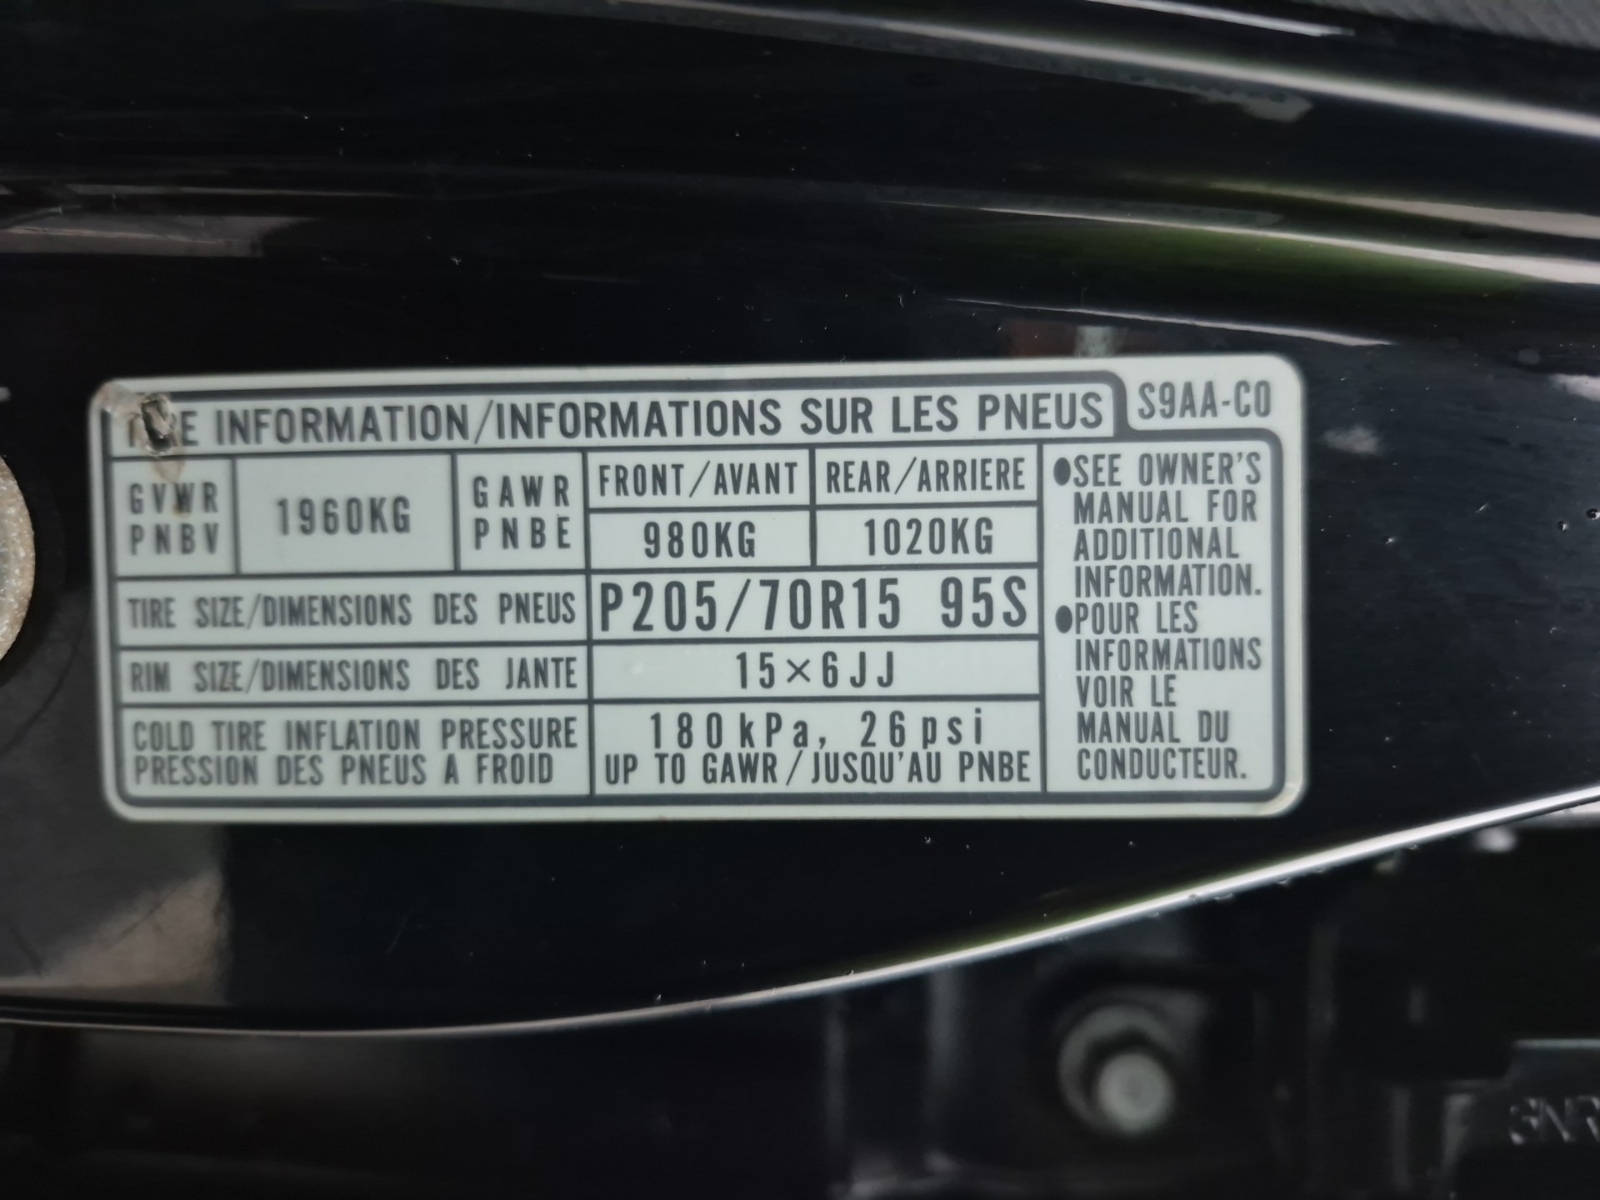 INFORMATION/INFORMATIONS SUR LES PNEUS
S9AA-C0
GVWR
PNBV
1960KG
GAWR
PNBE
FRONT/AVANT
REAR/ARRIERE
980KG
1020KG
TIRE SIZE/DIMENSIONS DES PNEUS
P205/70R15 95S
RIM SIZE/DIMENSIONS DES JANTE
15×6JJ
COLD TIRE INFLATION PRESSURE
PRESSION DES PNEUS A FROID
180kPa, 26psi
UP TO GAWR/JUSQU'AU PNBE
●SEE OWNER'S
MANUAL FOR
ADDITIONAL
INFORMATION.
●POUR LES
INFORMATIONS
VOIR LE
MANUAL DU
CONDUCTEUR.